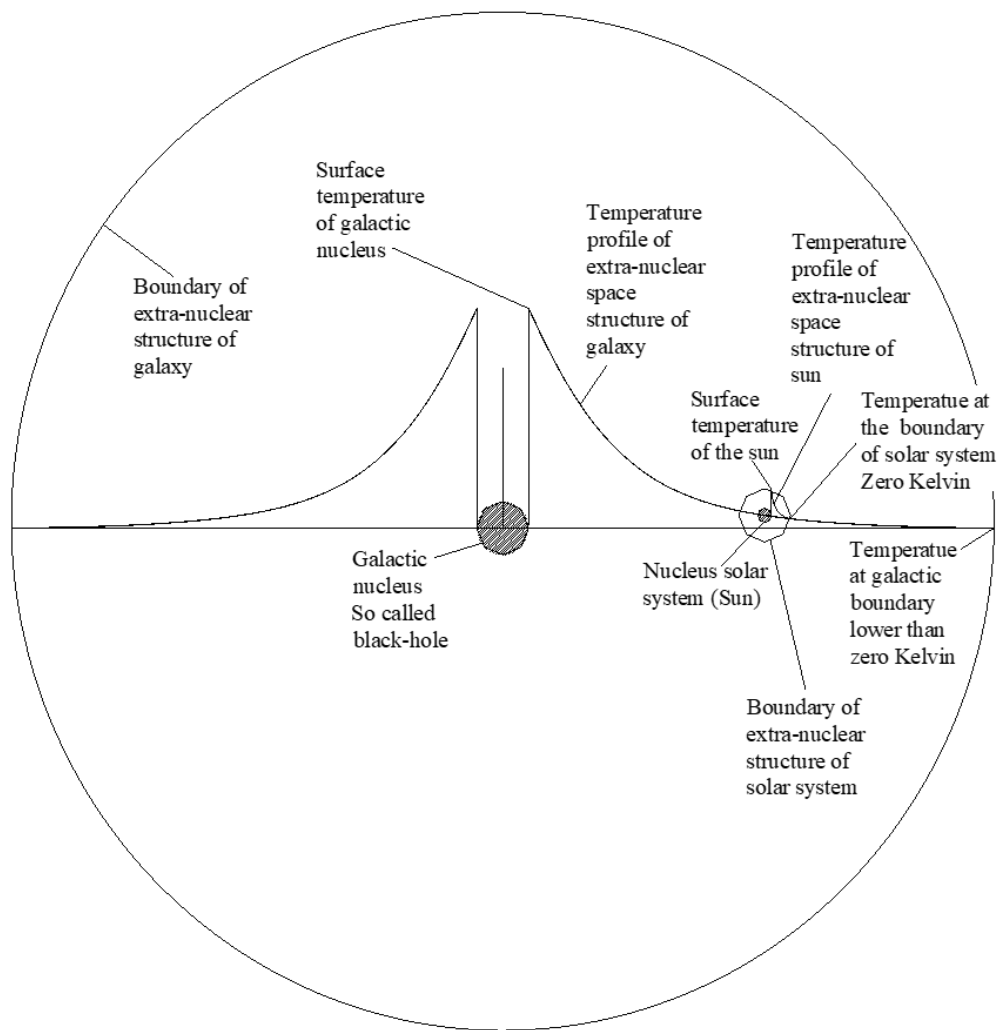 Surface
temperature
of galactic
nucleus
Temperature
profile of
extra-nuclear
space
structure of
galaxy
Temperature
profile of
extra-nuclear
space
structure of
sun
Boundary of
extra-nuclear
structure of
galaxy
Surface
temperature
of the sun
Temperatue at
the boundary
of solar system
Zero Kelvin
Galactic
nucleus
So called
black-hole
Nucleus solar
system (Sun)
Temperatue
at galactic
boundary
lower than
zero Kelvin
Boundary of
extra-nuclear
structure of
solar system